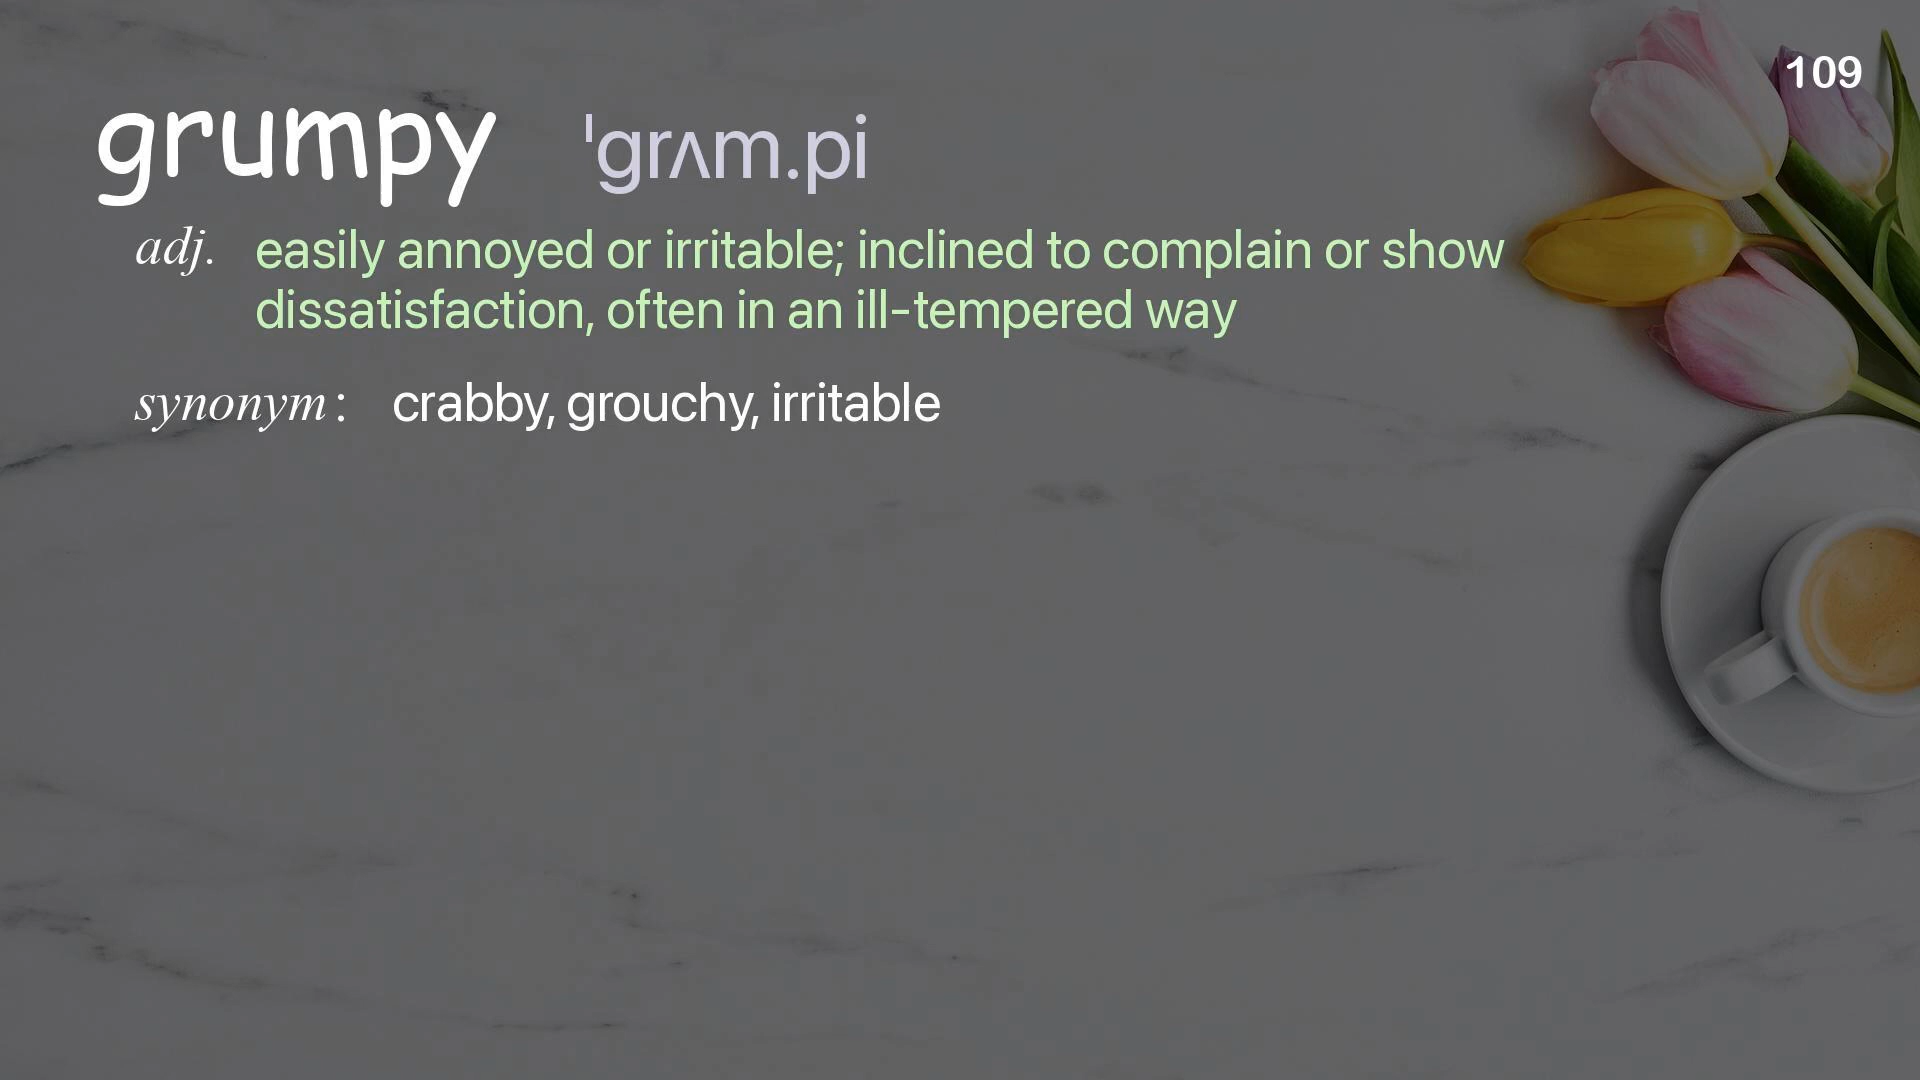 109
grumpy ˈɡrʌm.pi
adj. easily annoyed or irritable; inclined to complain or show
dissatisfaction, often in an ill-tempered way
synonym: crabby, grouchy, irritable